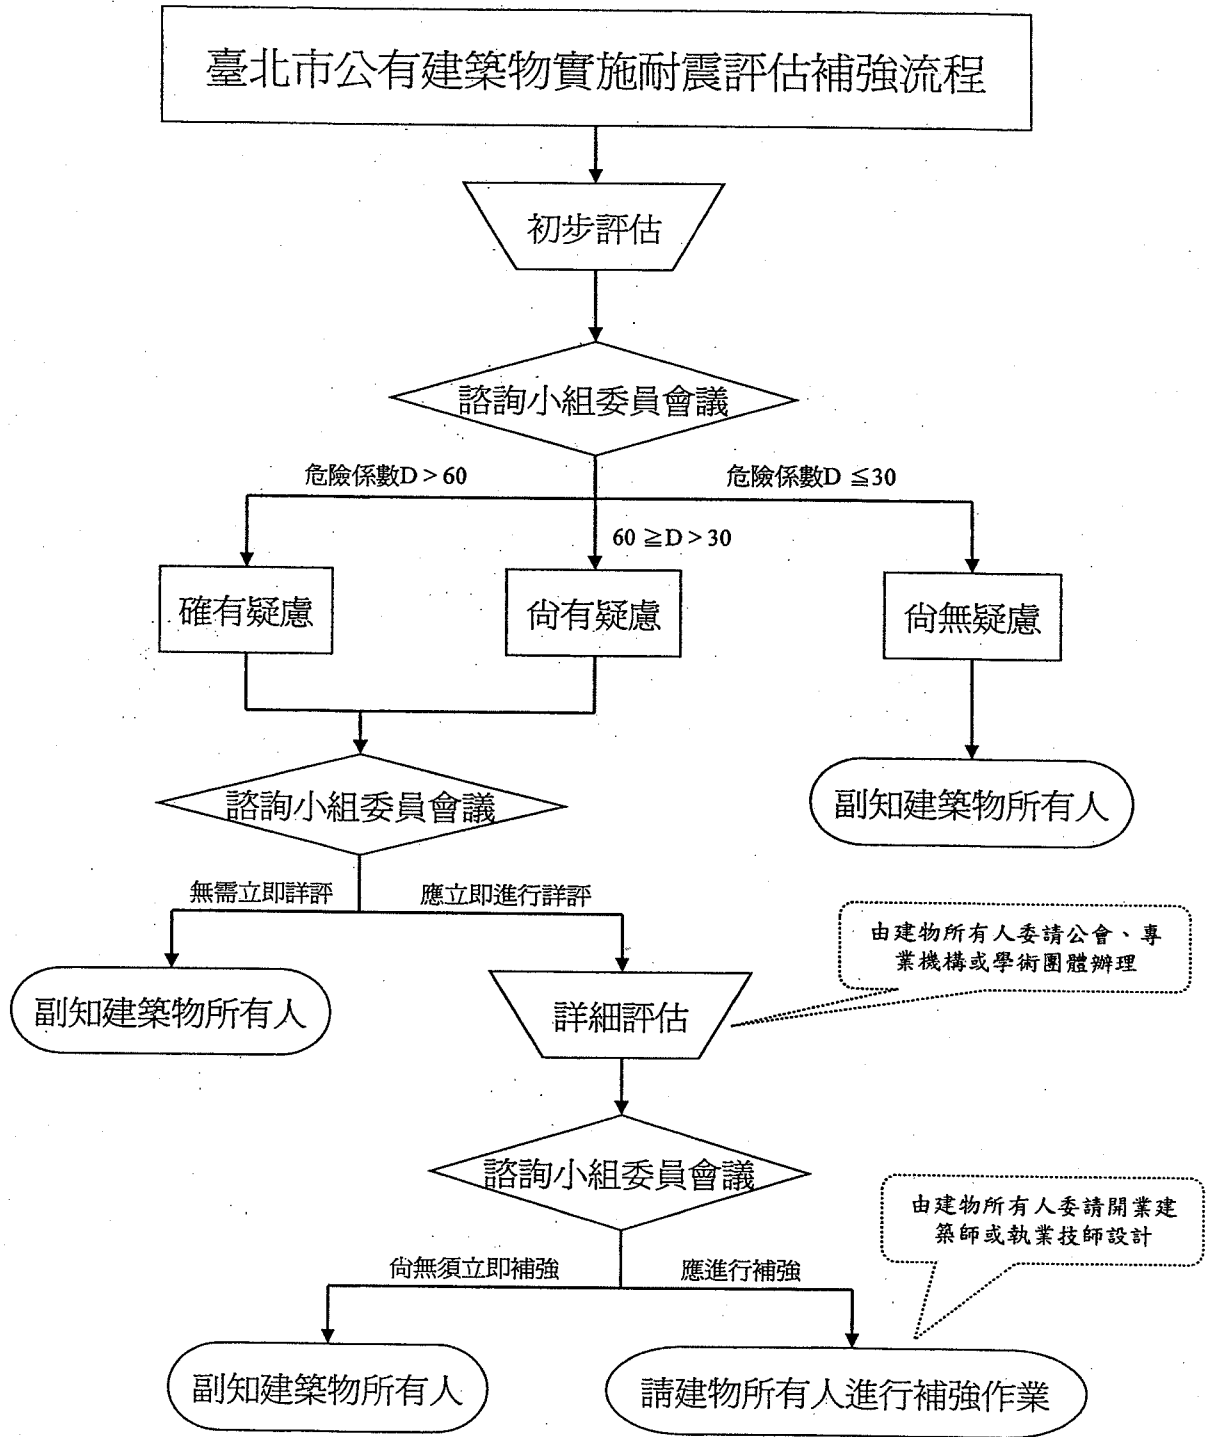 臺北市公有建築物實施耐震評估補強流程
初步評估
諮詢小組委員會議
危險係數D > 60
危險係數D ≦30
60 ≧D > 30
確有疑慮
尚有疑慮
尚無疑慮
諮詢小組委員會議
副知建築物所有人
無需立即詳評
應立即進行詳評
由建物所有人委請公會、專
業機構或學術團體辦理
副知建築物所有人
詳細評估
諮詢小組委員會議
由建物所有人委請開業建
築師或執業技師設計
尚無須立即補強
應進行補強
副知建築物所有人
請建物所有人進行補強作業